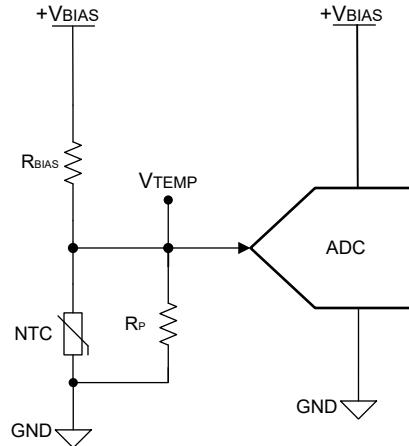 +VBIAS
+VBIAS
RBIAS
VTEMP
ADC
NTC
RP
GND
GND